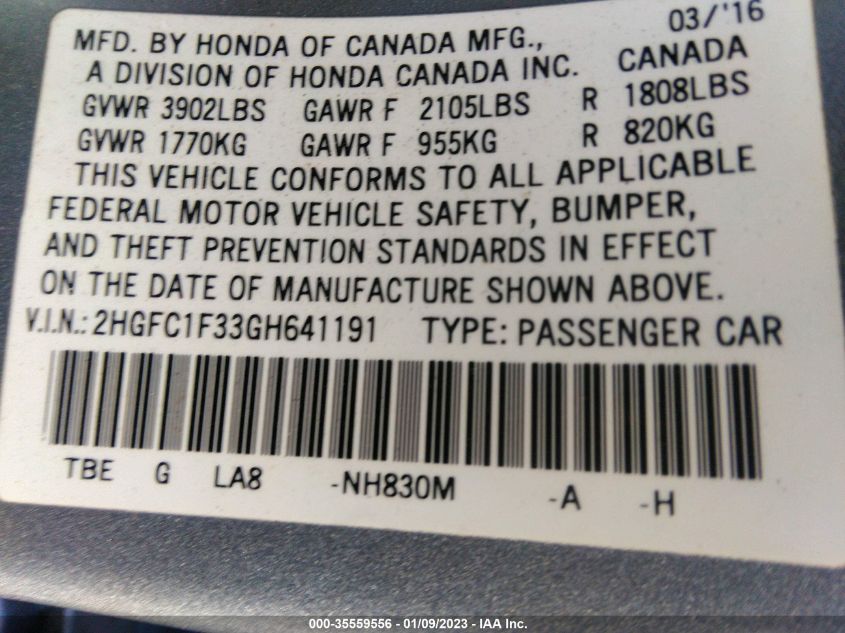 03/'16
MFD. BY HONDA OF CANADA MFG.,
A DIVISION OF HONDA CANADA INC. CANADA
GVWR 3902LBS GAWR F 2105LBS R 1808LBS
GVWR 1770KG GAWR F 955KG R 820KG
THIS VEHICLE CONFORMS TO ALL APPLICABLE
FEDERAL MOTOR VEHICLE SAFETY, BUMPER,
AND THEFT PREVENTION STANDARDS IN EFFECT
ON THE DATE OF MANUFACTURE SHOWN ABOVE.
V.I.N.: 2HGFC1F33GH641191 TYPE: PASSENGER CAR
TBE G LA8 -NH830M -A -H
000-35559556 - 01/09/2023 - IAA Inc.